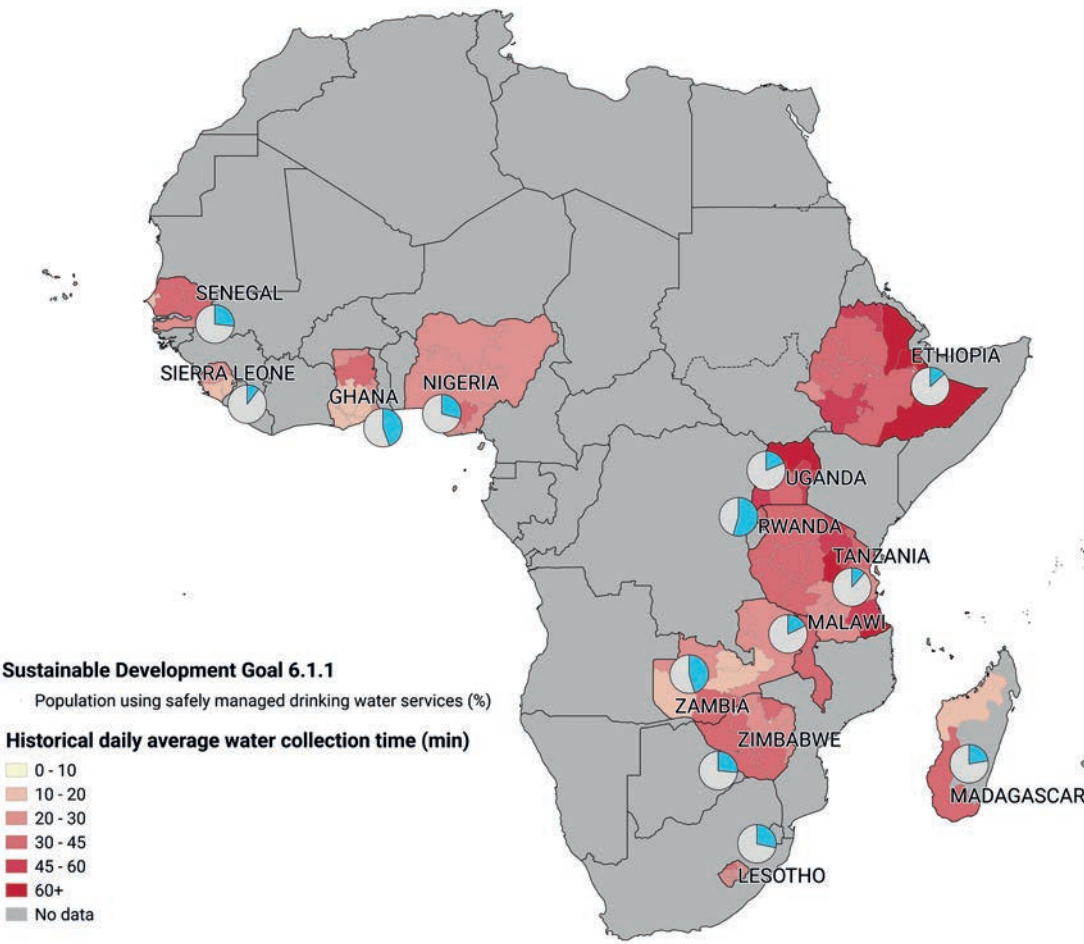 SENEGAL
SIERRA LEONE
GHANA
NIGERIA
ETHIOPIA
UGANDA
RWANDA
TANZANIA
MALAWI
ZAMBIA
ZIMBABWE
MADAGASCAR
LESOTHO
Sustainable Development Goal 6.1.1
Population using safely managed drinking water services (%)
Historical daily average water collection time (min)
0 - 10
10 - 20
20 - 30
30 - 45
45 - 60
60+
No data